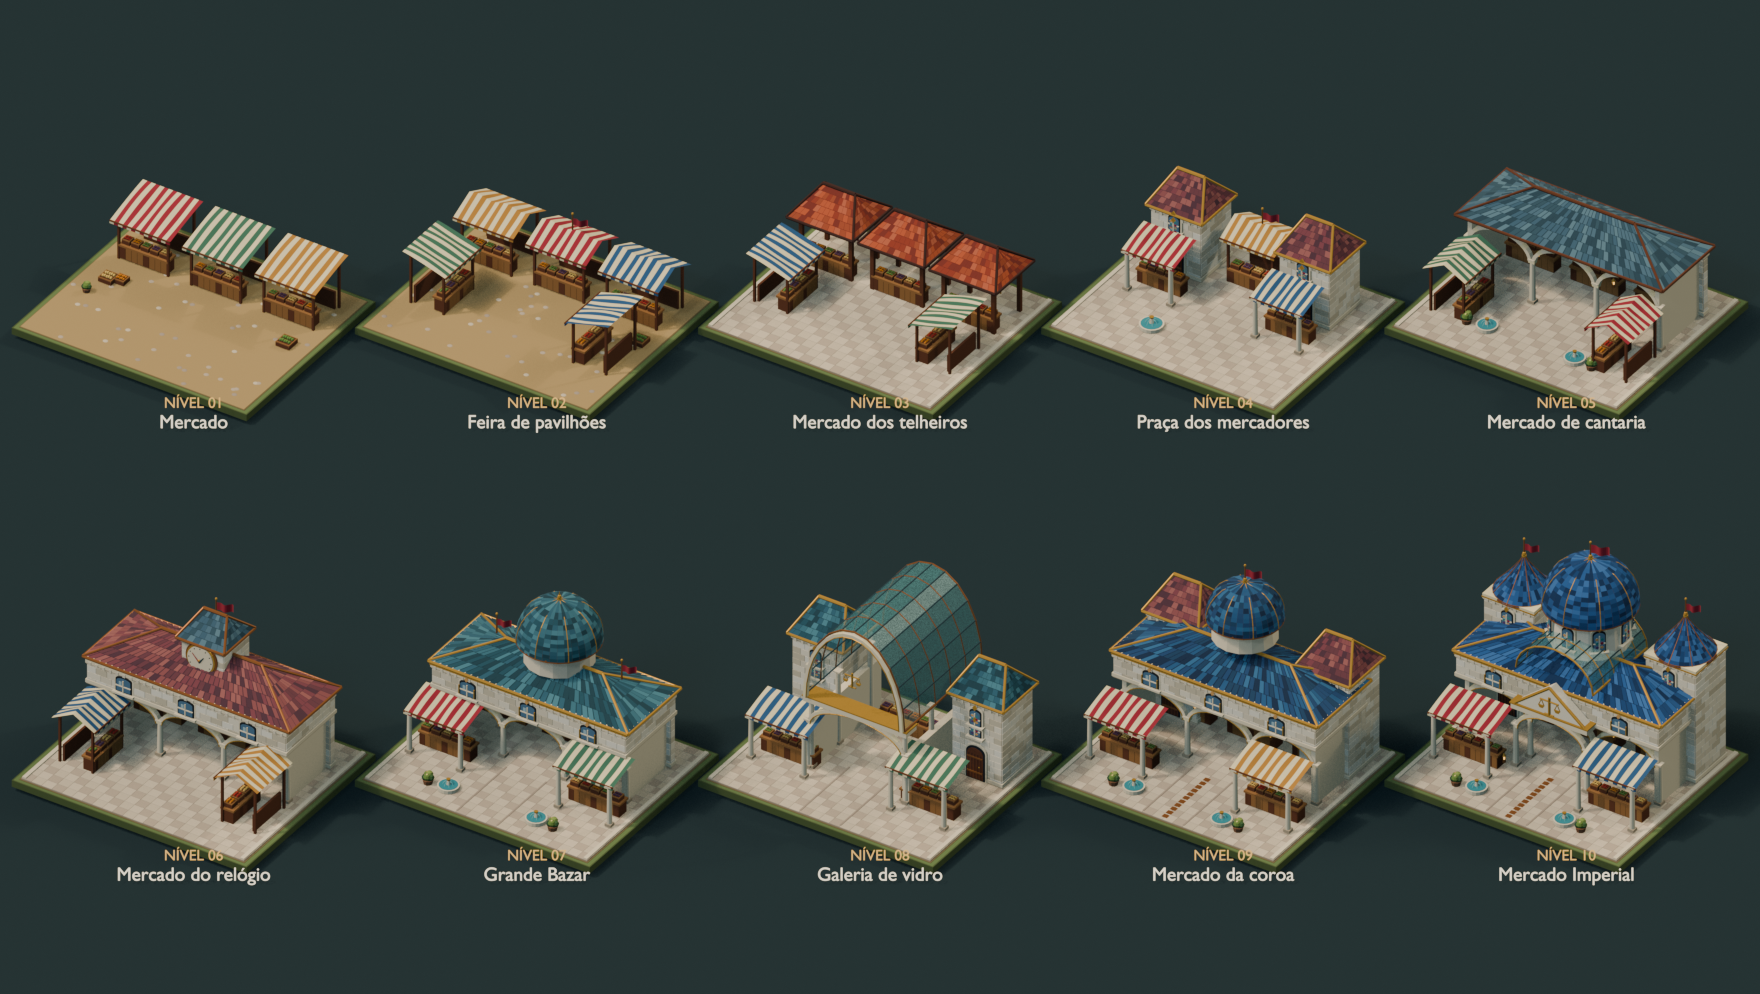 NÍVEL 01
Mercado
NÍVEL 02
Feira de pavilhões
NÍVEL 03
Mercado dos telheiros
NÍVEL 04
Praça dos mercadores
NÍVEL 05
Mercado de cantaria
NÍVEL 06
Mercado do relógio
NÍVEL 07
Grande Bazar
NÍVEL 08
Galeria de vidro
NÍVEL 09
Mercado da coroa
NÍVEL 10
Mercado Imperial